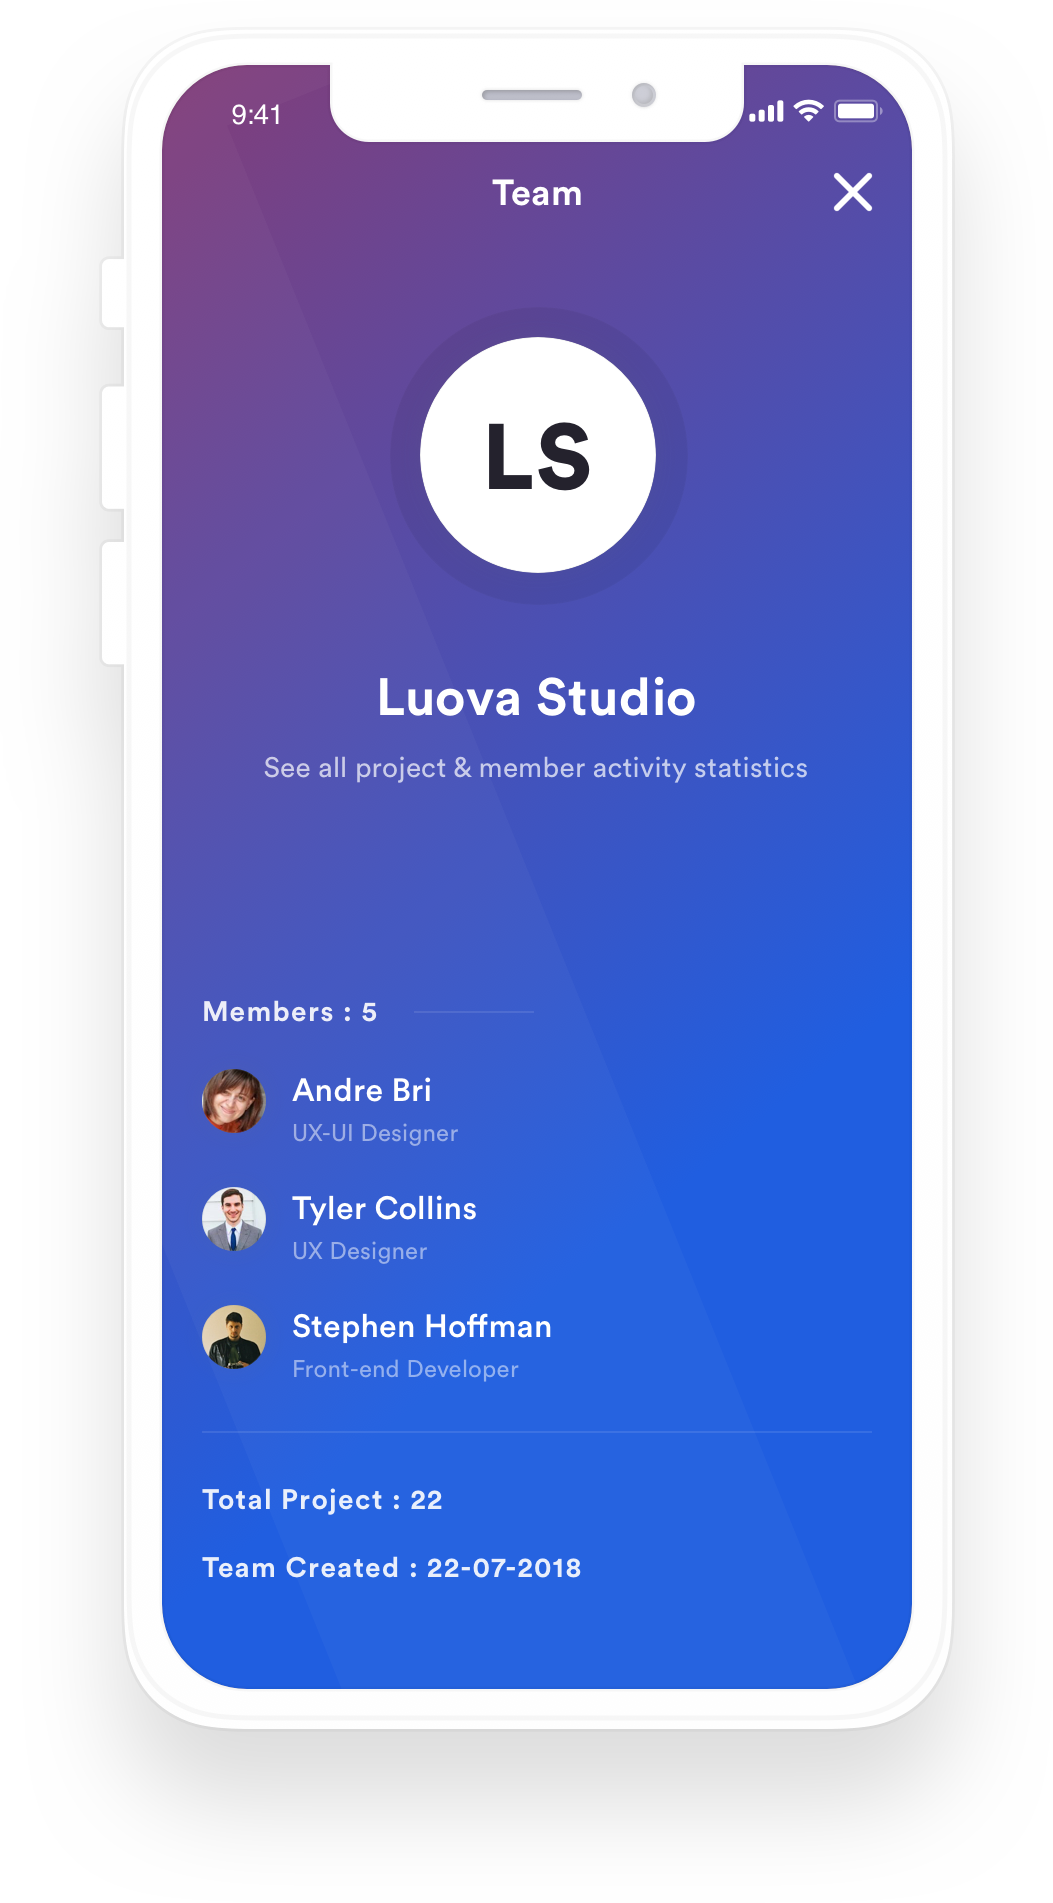 9:41
Team
LS
Luova Studio
See all project & member activity statistics
Members : 5
Andre Bri
UX-UI Designer
Tyler Collins
UX Designer
Stephen Hoffman
Front-end Developer
Total Project : 22
Team Created : 22-07-2018